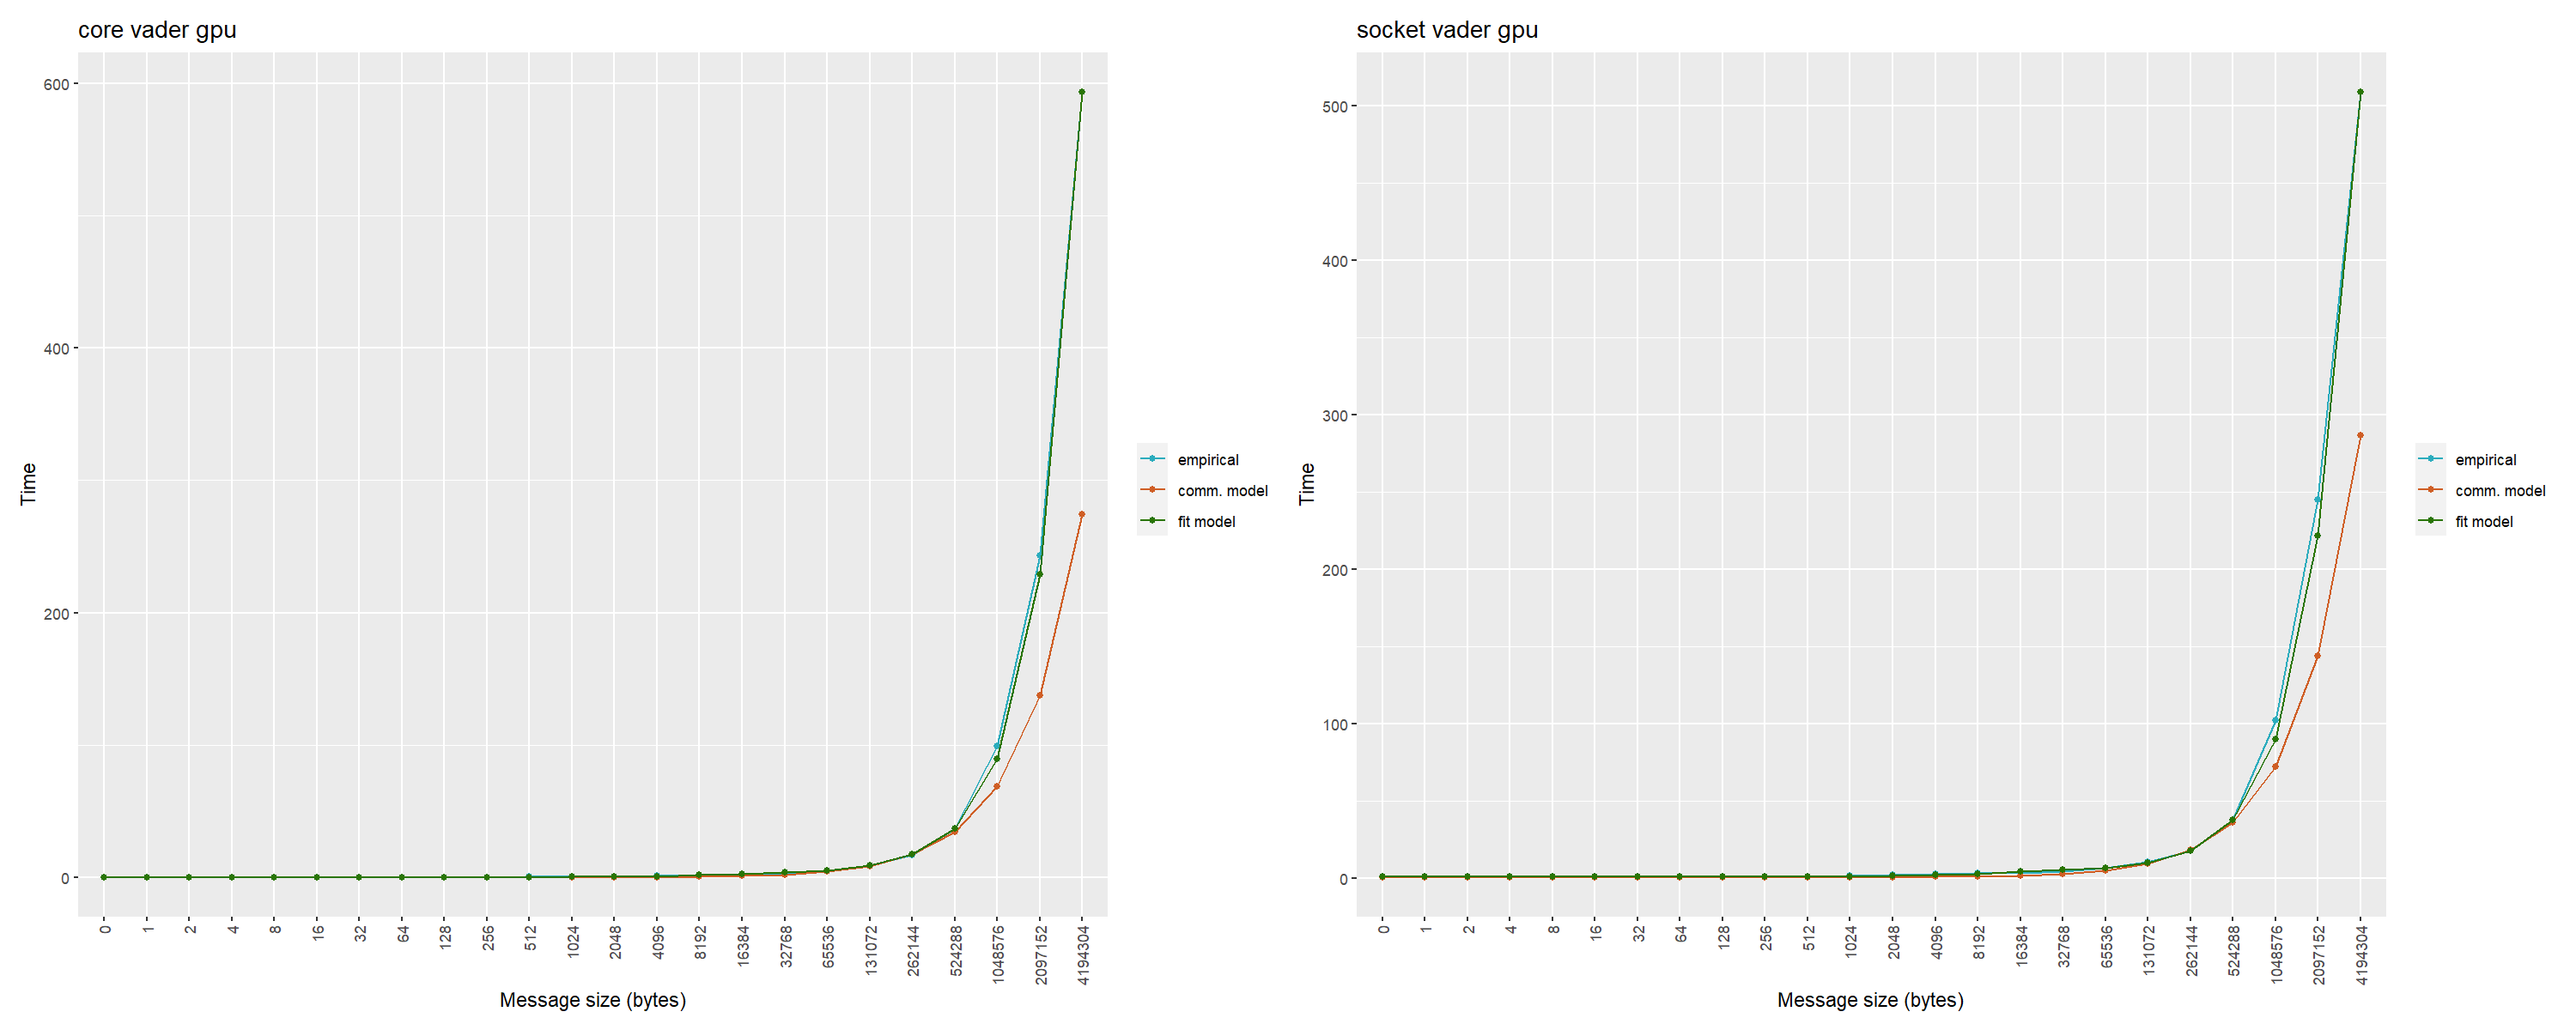 core vader gpu
600
400
200
0
Time
0 1 2 4 8 16 32 64 128 256 512 1024 2048 4096 8192 16384 32768 65536 131072 262144 524288 1048576 2097152 4194304
Message size (bytes)
empirical
comm. model
fit model
socket vader gpu
500
400
300
200
100
0
Time
0 1 2 4 8 16 32 64 128 256 512 1024 2048 4096 8192 16384 32768 65536 131072 262144 524288 1048576 2097152 4194304
Message size (bytes)
empirical
comm. model
fit model